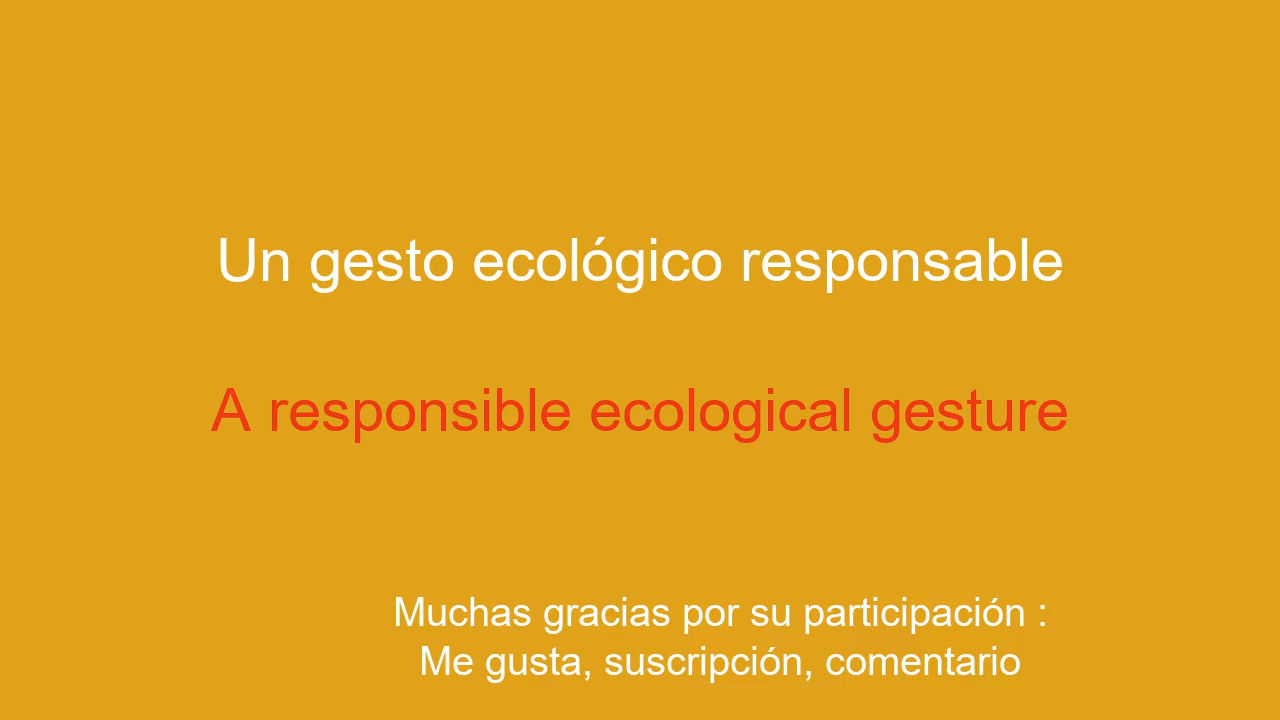 Un gesto ecológico responsable
A responsible ecological gesture
Muchas gracias por su participación :
Me gusta, suscripción, comentario